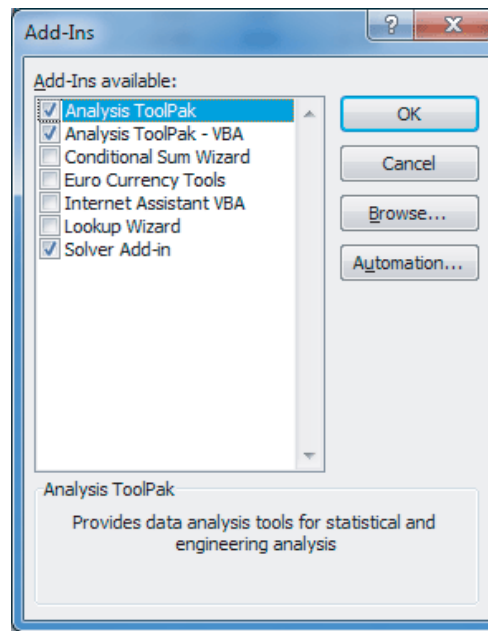 Add-Ins
?
X
Add-Ins available:
Analysis ToolPak
Analysis ToolPak - VBA
Conditional Sum Wizard
Euro Currency Tools
Internet Assistant VBA
Lookup Wizard
Solver Add-in
OK
Cancel
Browse...
Automation...
Analysis ToolPak
Provides data analysis tools for statistical and
engineering analysis